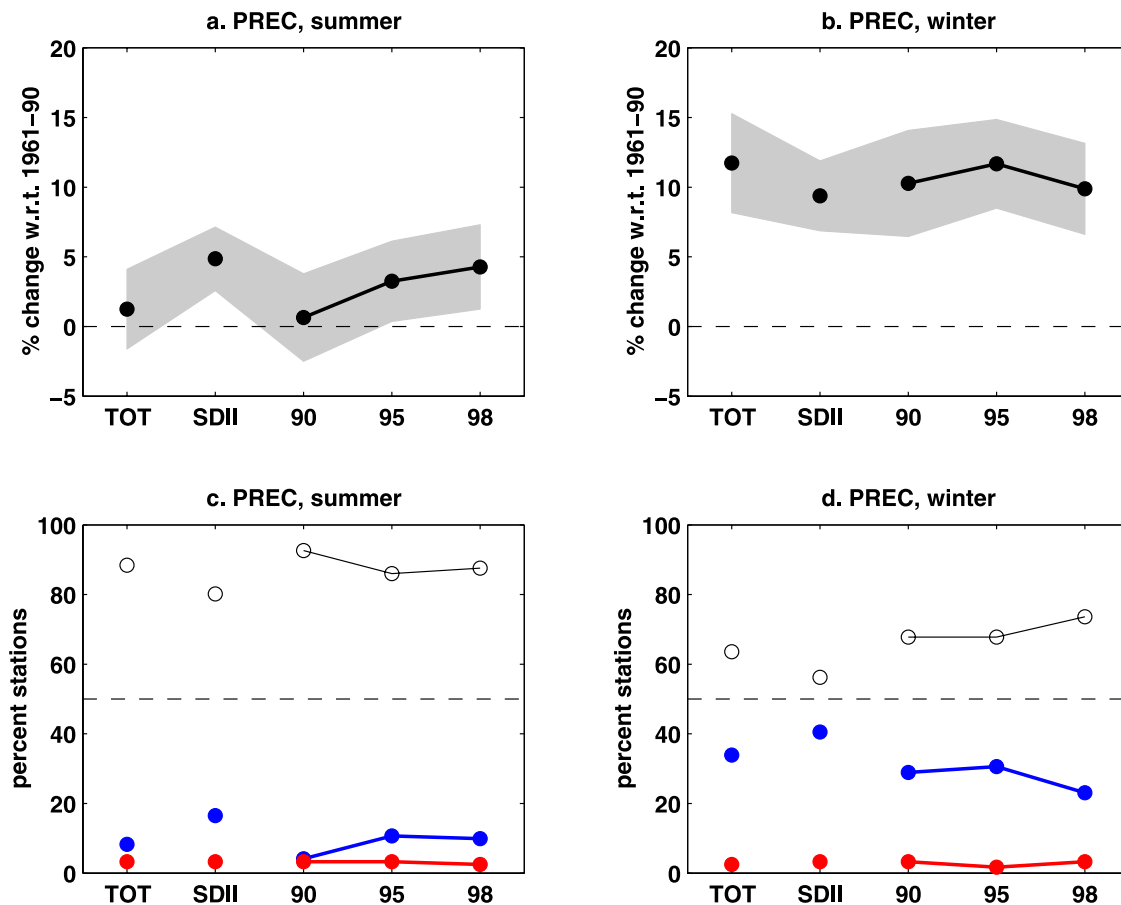 a. PREC, summer
% change w.r.t. 1961−90
20
15
10
5
0
−5
TOT SDII 90 95 98
b. PREC, winter
% change w.r.t. 1961−90
20
15
10
5
0
−5
TOT SDII 90 95 98
c. PREC, summer
percent stations
100
80
60
40
20
0
TOT SDII 90 95 98
d. PREC, winter
percent stations
100
80
60
40
20
0
TOT SDII 90 95 98